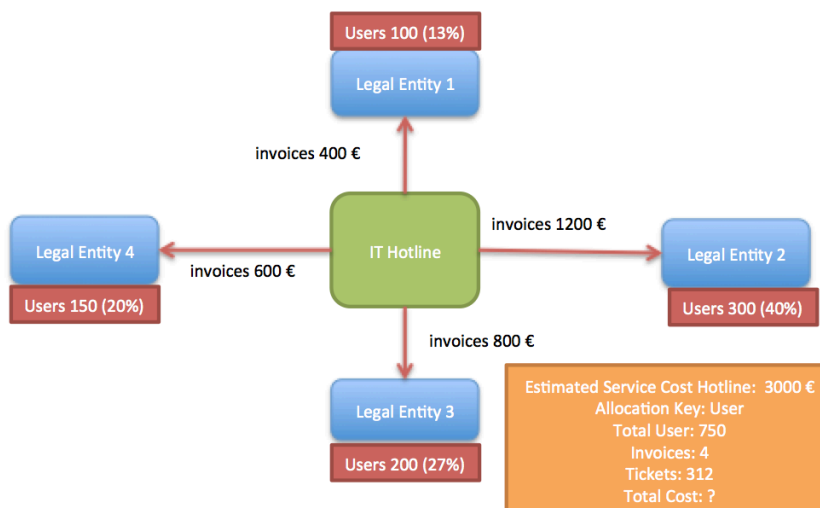 Users 100 (13%)
Legal Entity 1
invoices 400 €
Legal Entity 4
Users 150 (20%)
invoices 600 €
IT Hotline
invoices 1200 €
Legal Entity 2
Users 300 (40%)
invoices 800 €
Legal Entity 3
Users 200 (27%)
Estimated Service Cost Hotline: 3000 €
Allocation Key: User
Total User: 750
Invoices: 4
Tickets: 312
Total Cost: ?